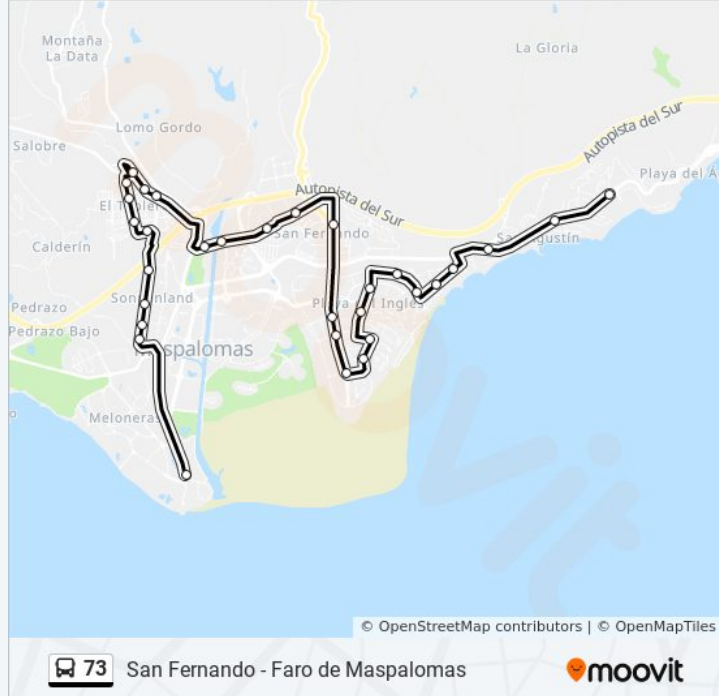 Montaña
La Data
La Gloria
Lomo Gordo
Autopista del Sur
Salobre
Playa del Á
El Tablero
Autopista del Sur
San Fernando
San Agustín
Calderín
Sonnenland
Pedrazo
Playa del Inglés
Pedrazo Bajo
Maspalomas
Meloneras
© OpenStreetMap contributors | © OpenMapTiles
73 San Fernando - Faro de Maspalomas moovit